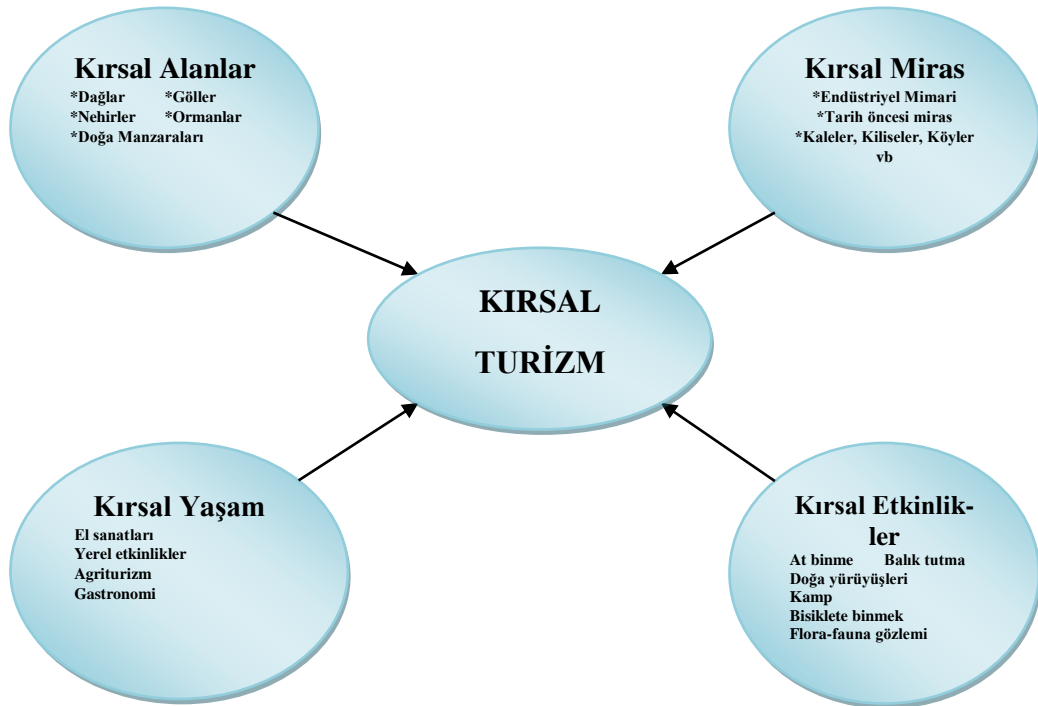 Kırsal Alanlar
*Dağlar *Göller
*Nehirler *Ormanlar
*Doğa Manzaraları
Kırsal Miras
*Endüstriyel Mimari
*Tarih öncesi miras
*Kaleler, Kiliseler, Köyler
vb
KIRSAL
TURİZM
Kırsal Yaşam
El sanatları
Yerel etkinlikler
Agriturizm
Gastronomi
Kırsal Etkinlik-
ler
At binme Balık tutma
Doğa yürüyüşleri
Kamp
Bisiklete binmek
Flora-fauna gözlemi